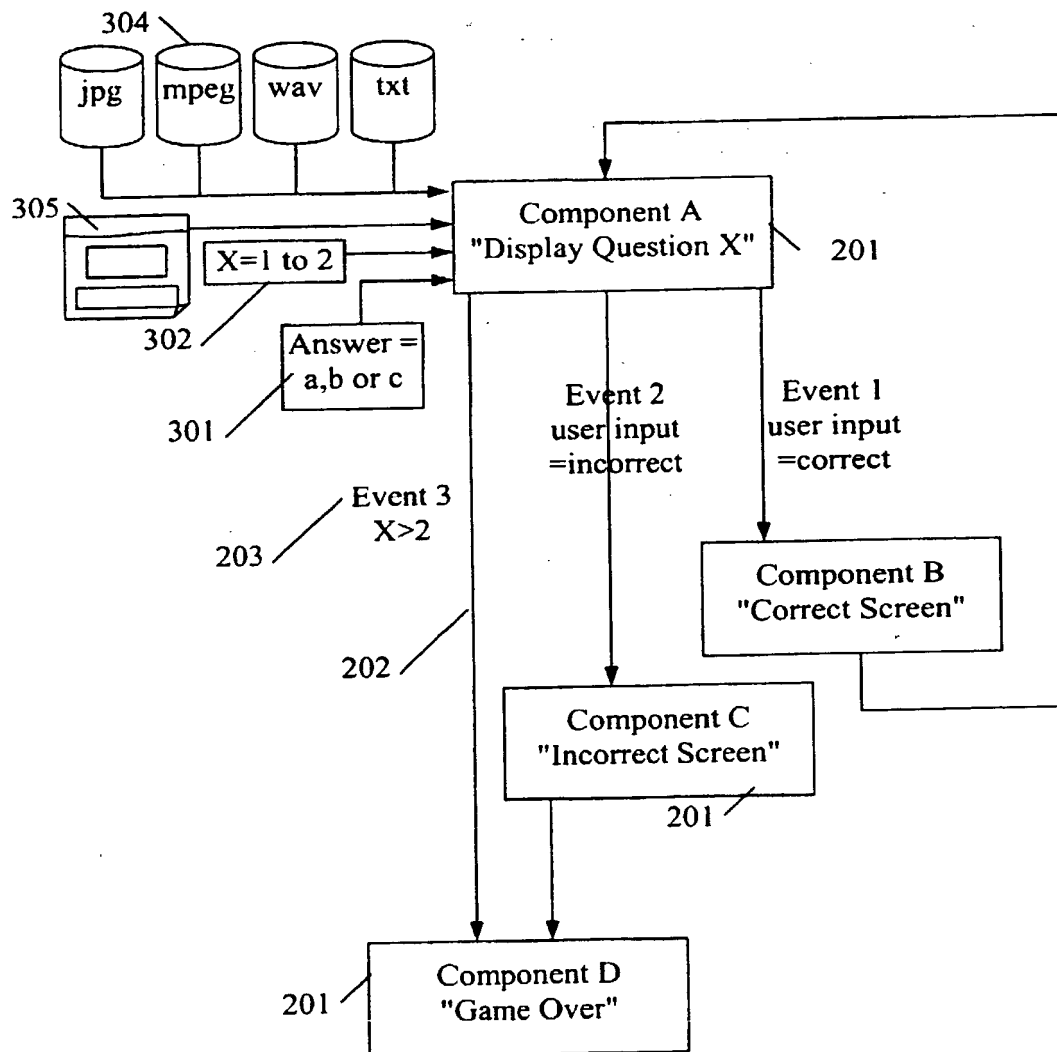 304
jpg
mpeg
wav
txt
305
Component A
"Display Question X"
201
X=1 to 2
302
Answer =
a,b or c
301
Event 2
user input
=incorrect
Event 1
user input
=correct
Event 3
X>2
203
Component B
"Correct Screen"
202
Component C
"Incorrect Screen"
201
Component D
"Game Over"
201